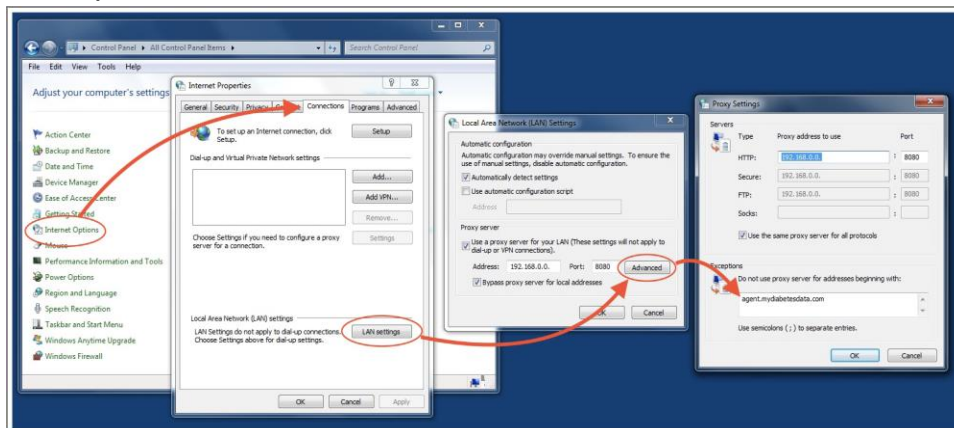 Control Panel ▸ All Control Panel Items ▸
Search Control Panel
File Edit View Tools Help
Adjust your computer's settings
Action Center
Backup and Restore
Date and Time
Device Manager
Ease of Access Center
Getting Started
Internet Options
Mouse
Performance Information and Tools
Power Options
Region and Language
Speech Recognition
Taskbar and Start Menu
Windows Anytime Upgrade
Windows Firewall
Internet Properties
General Security Privacy Connections Programs Advanced
To set up an Internet connection, click
Setup.
Setup
Dial-up and Virtual Private Network settings
Add...
Add VPN...
Remove...
Choose Settings if you need to configure a proxy
server for a connection.
Settings
Local Area Network (LAN) settings
LAN Settings do not apply to dial-up connections.
Choose Settings above for dial-up settings.
LAN settings
OK Cancel Apply
Local Area Network (LAN) Settings
Automatic configuration
Automatic configuration may override manual settings. To ensure the
use of manual settings, disable automatic configuration.
Automatically detect settings
Use automatic configuration script
Address
Proxy server
Use a proxy server for your LAN (These settings will not apply to
dial-up or VPN connections).
Address: 192.168.0.0. Port: 8080 Advanced
Bypass proxy server for local addresses
OK Cancel
Proxy Settings
Servers
Type Proxy address to use Port
HTTP: 192.168.0.0. : 8080
Secure: 192.168.0.0. : 8080
FTP: 192.168.0.0. : 8080
Socks: :
Use the same proxy server for all protocols
Exceptions
Do not use proxy server for addresses beginning with:
agent.mydiabetesdata.com
Use semicolons ( ; ) to separate entries.
OK Cancel